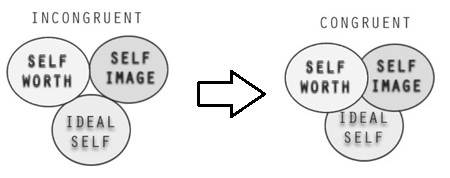 INCONGRUENT
SELF
WORTH
SELF
IMAGE
IDEAL
SELF
CONGRUENT
SELF
WORTH
SELF
IMAGE
IDEAL
SELF